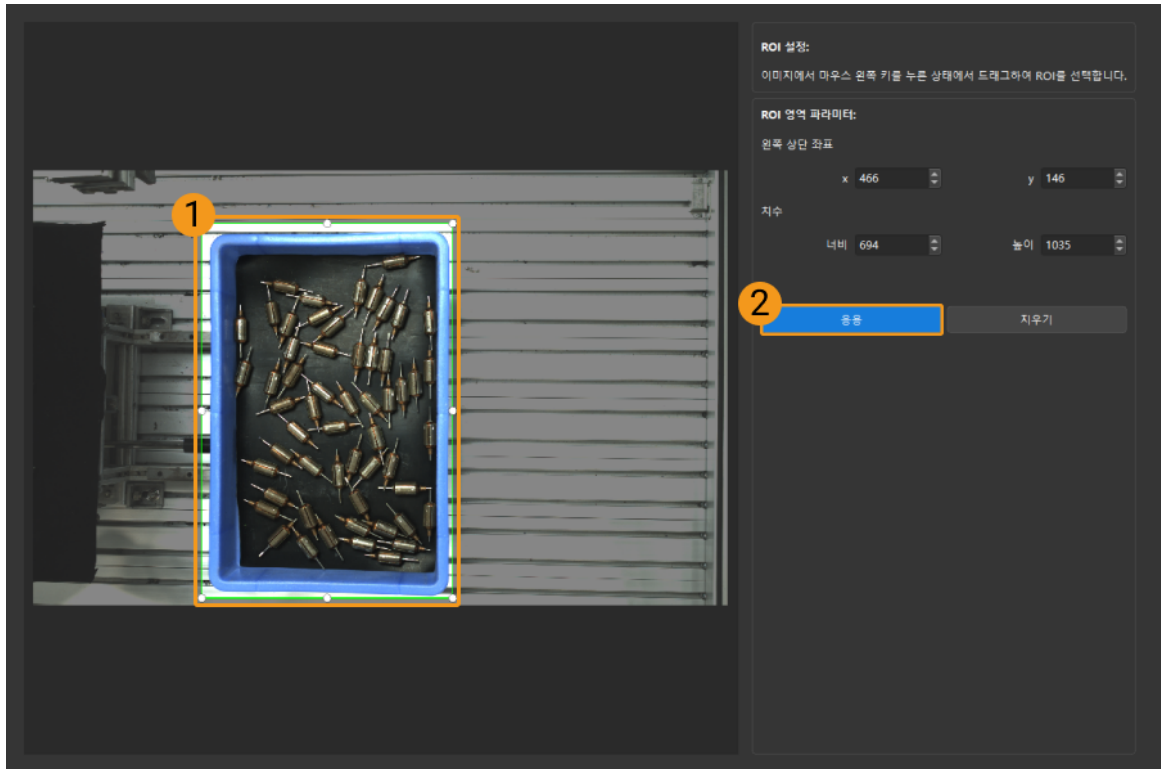 ROI 설정:
이미지에서 마우스 왼쪽 키를 누른 상태에서 드래그하여 ROI를 선택합니다.
ROI 영역 파라미터:
왼쪽 상단 좌표
x 466 y 146
치수
너비 694 높이 1035
1
2
응용 지우기